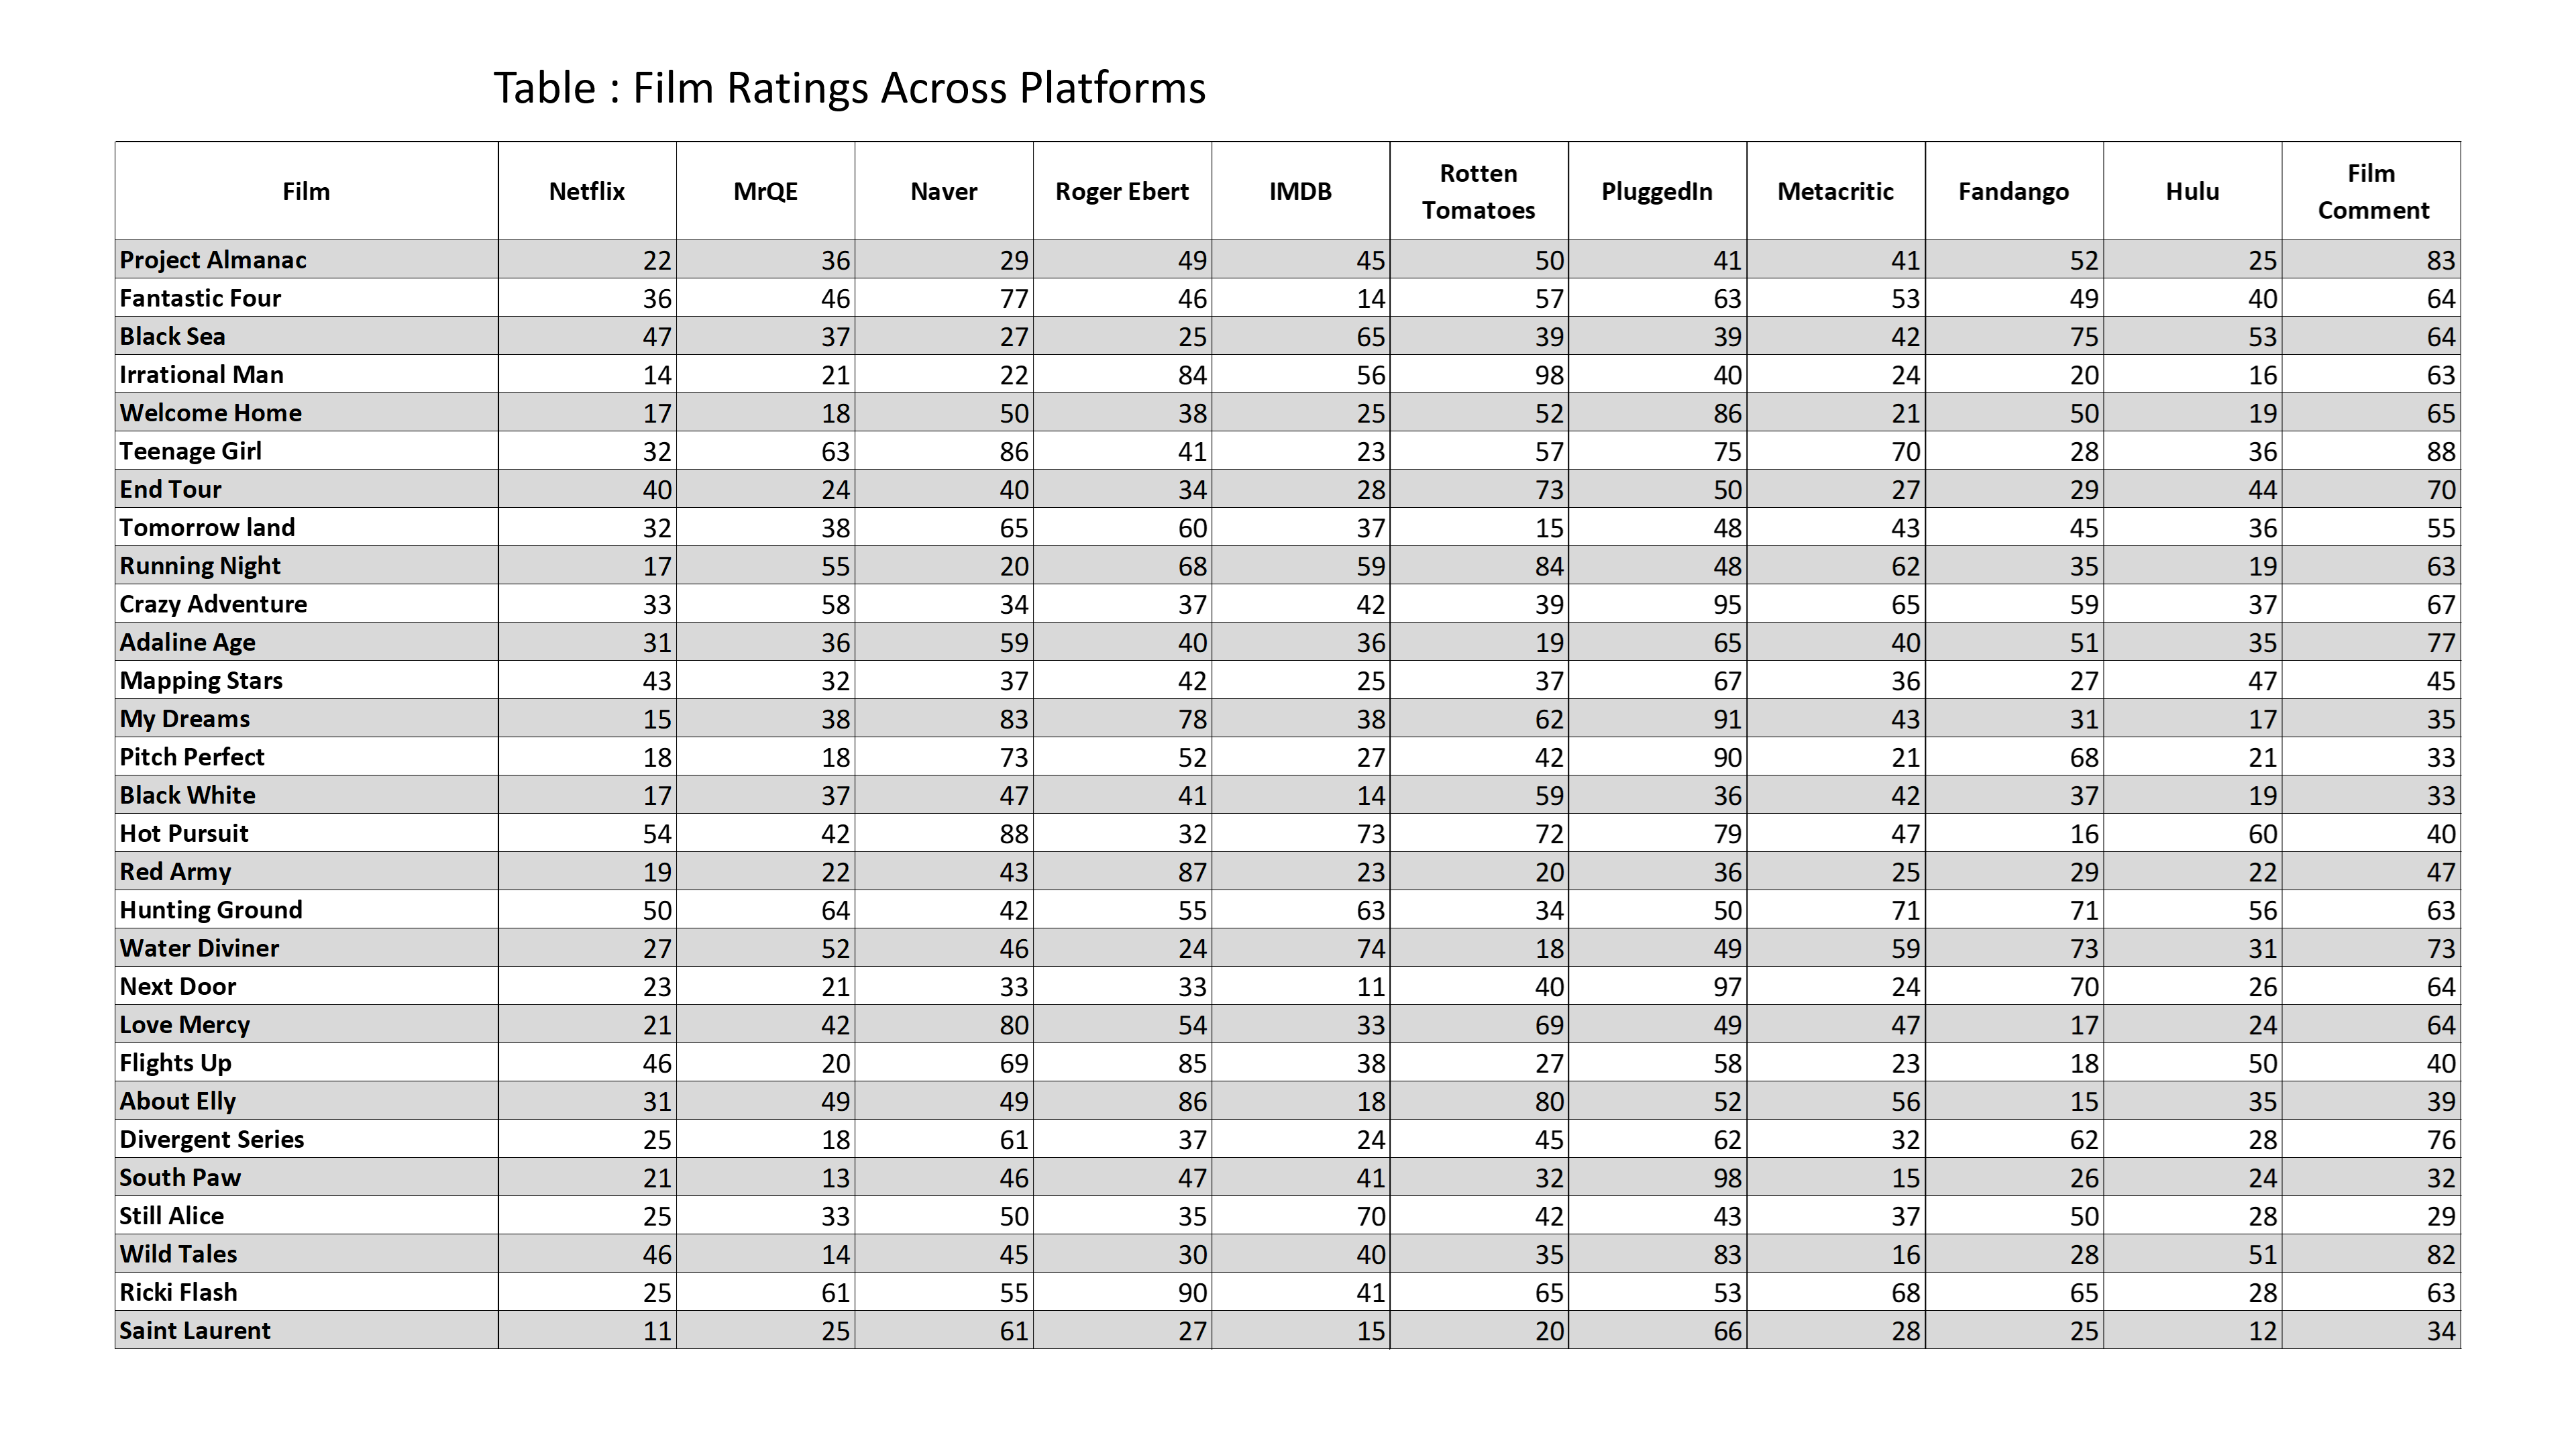 Table : Film Ratings Across Platforms
Film Netflix MrQE Naver Roger Ebert IMDB Rotten Tomatoes PluggedIn Metacritic Fandango Hulu Film Comment
Project Almanac 22 36 29 49 45 50 41 41 52 25 83
Fantastic Four 36 46 77 46 14 57 63 53 49 40 64
Black Sea 47 37 27 25 65 39 39 42 75 53 64
Irrational Man 14 21 22 84 56 98 40 24 20 16 63
Welcome Home 17 18 50 38 25 52 86 21 50 19 65
Teenage Girl 32 63 86 41 23 57 75 70 28 36 88
End Tour 40 24 40 34 28 73 50 27 29 44 70
Tomorrow land 32 38 65 60 37 15 48 43 45 36 55
Running Night 17 55 20 68 59 84 48 62 35 19 63
Crazy Adventure 33 58 34 37 42 39 95 65 59 37 67
Adaline Age 31 36 59 40 36 19 65 40 51 35 77
Mapping Stars 43 32 37 42 25 37 67 36 27 47 45
My Dreams 15 38 83 78 38 62 91 43 31 17 35
Pitch Perfect 18 18 73 52 27 42 90 21 68 21 33
Black White 17 37 47 41 14 59 36 42 37 19 33
Hot Pursuit 54 42 88 32 73 72 79 47 16 60 40
Red Army 19 22 43 87 23 20 36 25 29 22 47
Hunting Ground 50 64 42 55 63 34 50 71 71 56 63
Water Diviner 27 52 46 24 74 18 49 59 73 31 73
Next Door 23 21 33 33 11 40 97 24 70 26 64
Love Mercy 21 42 80 54 33 69 49 47 17 24 64
Flights Up 46 20 69 85 38 27 58 23 18 50 40
About Elly 31 49 49 86 18 80 52 56 15 35 39
Divergent Series 25 18 61 37 24 45 62 32 62 28 76
South Paw 21 13 46 47 41 32 98 15 26 24 32
Still Alice 25 33 50 35 70 42 43 37 50 28 29
Wild Tales 46 14 45 30 40 35 83 16 28 51 82
Ricki Flash 25 61 55 90 41 65 53 68 65 28 63
Saint Laurent 11 25 61 27 15 20 66 28 25 12 34